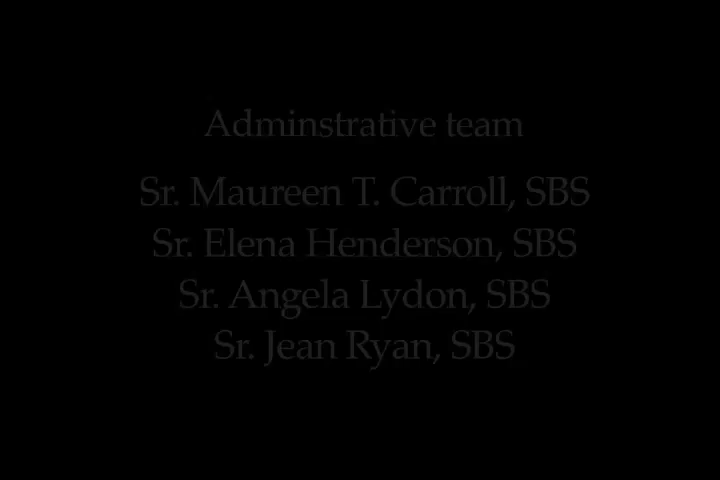 Adminstrative team
Sr. Maureen T. Carroll, SBS
Sr. Elena Henderson, SBS
Sr. Angela Lydon, SBS
Sr. Jean Ryan, SBS